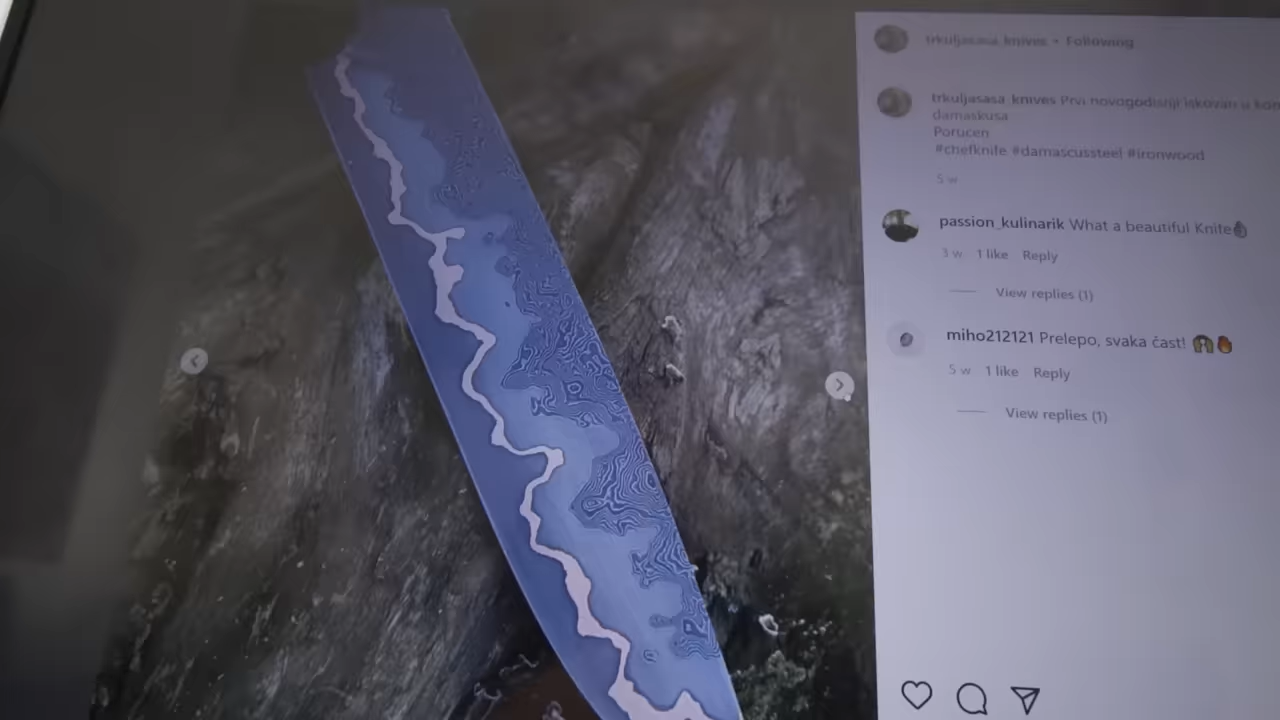 trkuljasasa_knives • Following
trkuljasasa_knives Prvi novogodisnji iskovan u
damaskusa
Porucen
#chefknife #damascussteel #ironwood
5 w
passion_kulinarik What a beautiful Knife
3 w 1 like Reply
View replies (1)
miho212121 Prelepo, svaka čast!
5 w 1 like Reply
View replies (1)